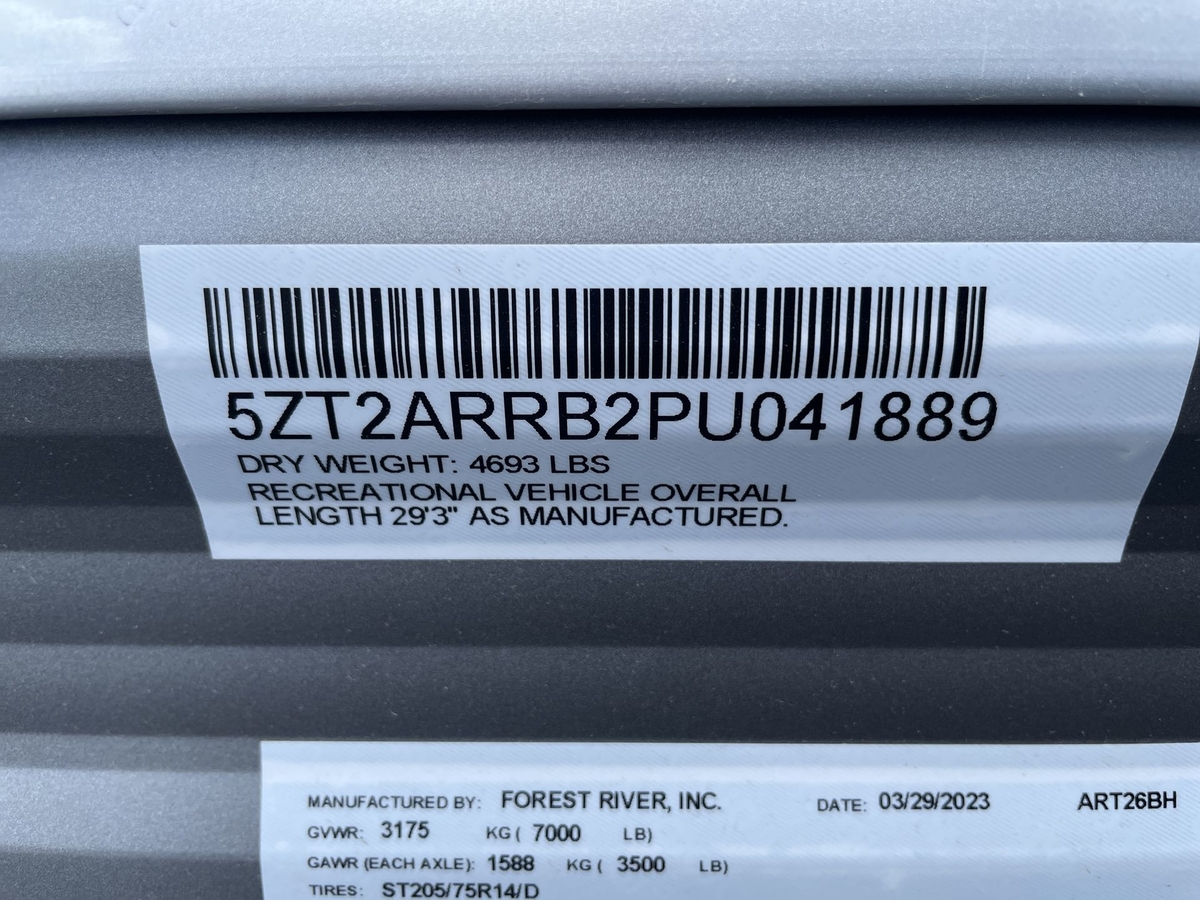 5ZT2ARRB2PU041889
DRY WEIGHT: 4693 LBS
RECREATIONAL VEHICLE OVERALL
LENGTH 29'3" AS MANUFACTURED.
MANUFACTURED BY: FOREST RIVER, INC. DATE: 03/29/2023 ART26BH
GVWR: 3175 KG ( 7000 LB)
GAWR (EACH AXLE): 1588 KG ( 3500 LB)
TIRES: ST205/75R14/D